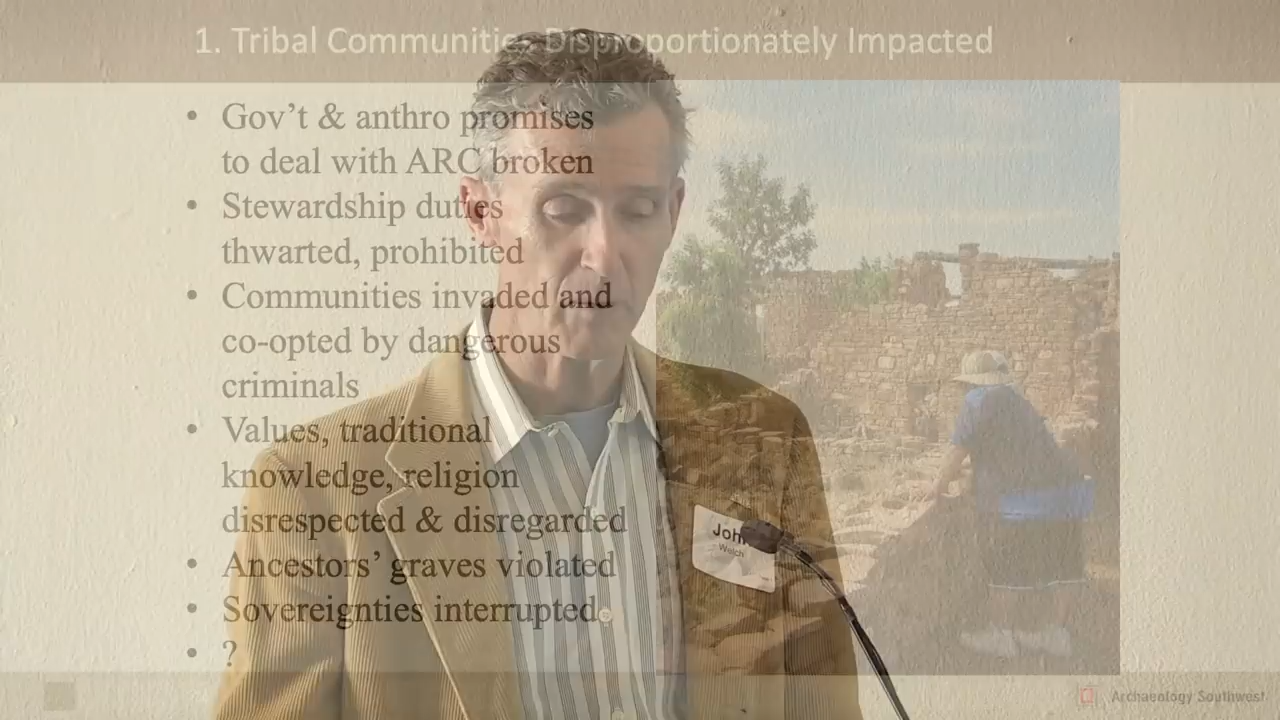 1. Tribal Communities Disproportionately Impacted
• Gov’t & anthro promises
to deal with ARC broken
• Stewardship duties
thwarted, prohibited
• Communities invaded and
co-opted by dangerous
criminals
• Values, traditional
knowledge, religion
disrespected & disregarded
• Ancestors’ graves violated
• Sovereignties interrupted
• ?
John
Welch
Archaeology Southwest